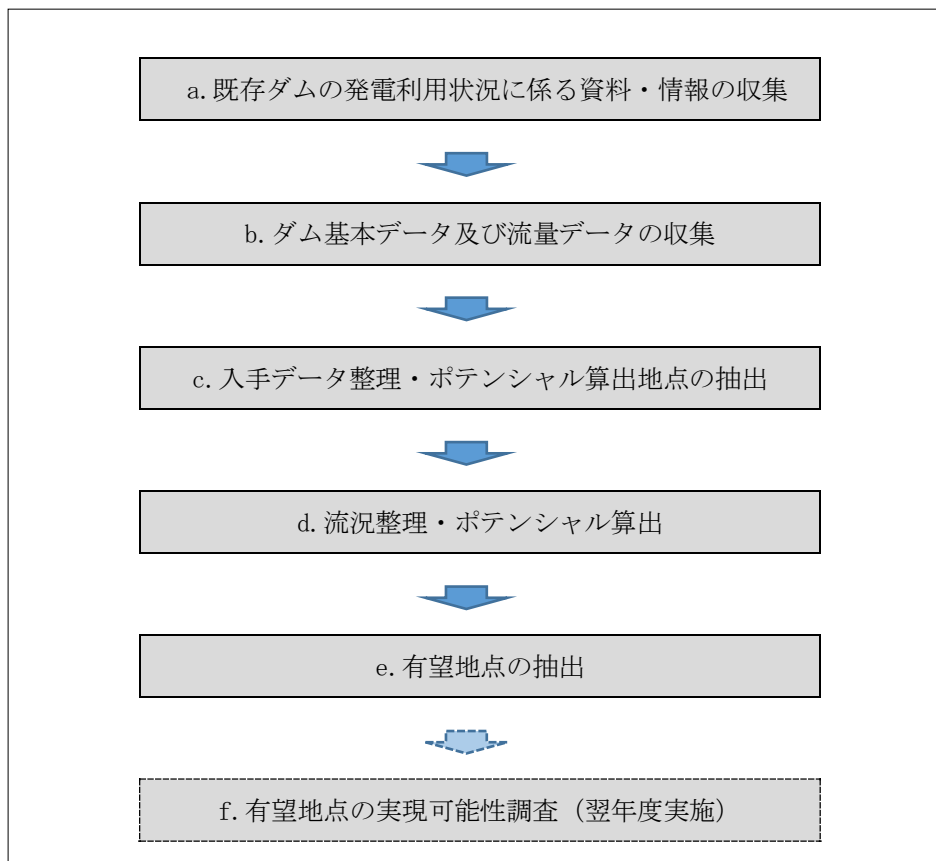 a.既存ダムの発電利用状況に係る資料・情報の収集
b.ダム基本データ及び流量データの収集
c.入手データ整理・ポテンシャル算出地点の抽出
d.流況整理・ポテンシャル算出
e.有望地点の抽出
f.有望地点の実現可能性調査（翌年度実施）